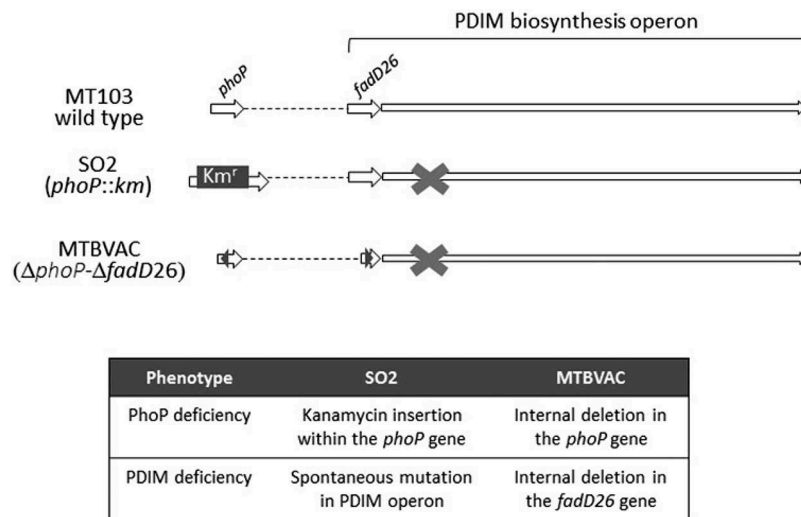 PDIM biosynthesis operon
phoP
fadD26
MT103
wild type
SO2
(phoP::km)
Kmʳ
MTBVAC
(ΔphoP-ΔfadD26)
Phenotype SO2 MTBVAC
PhoP deficiency Kanamycin insertion within the phoP gene Internal deletion in the phoP gene
PDIM deficiency Spontaneous mutation in PDIM operon Internal deletion in the fadD26 gene